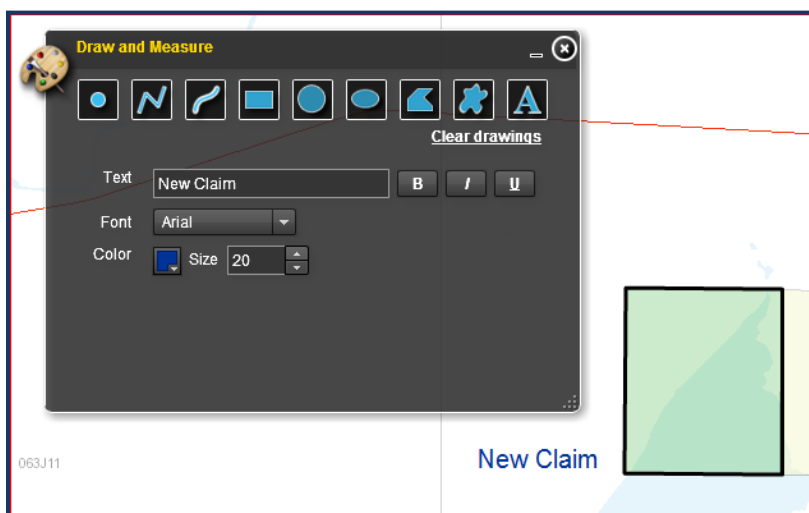 Draw and Measure
A
Clear drawings
Text New Claim B I U
Font Arial
Color Size 20
063J11
New Claim